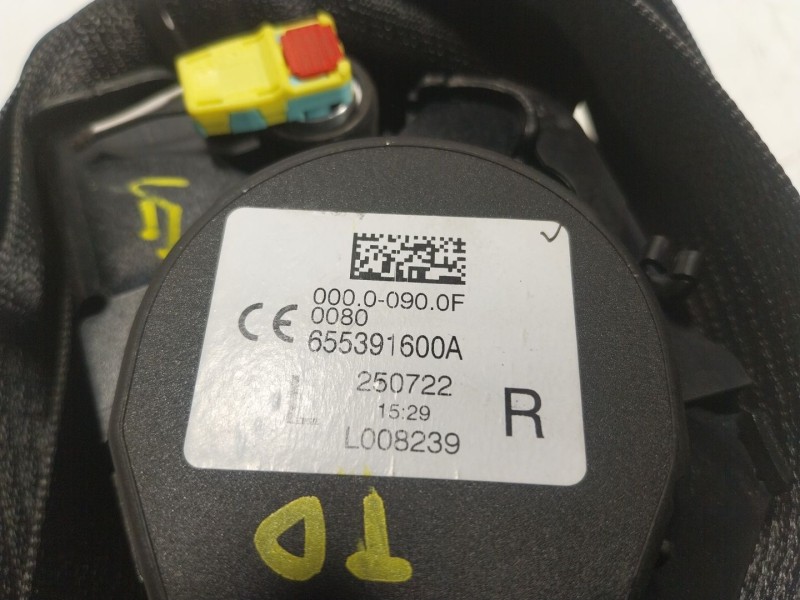 000.0-090.0F
CE 0080
655391600A
250722
15:29
L R
L008239
TD